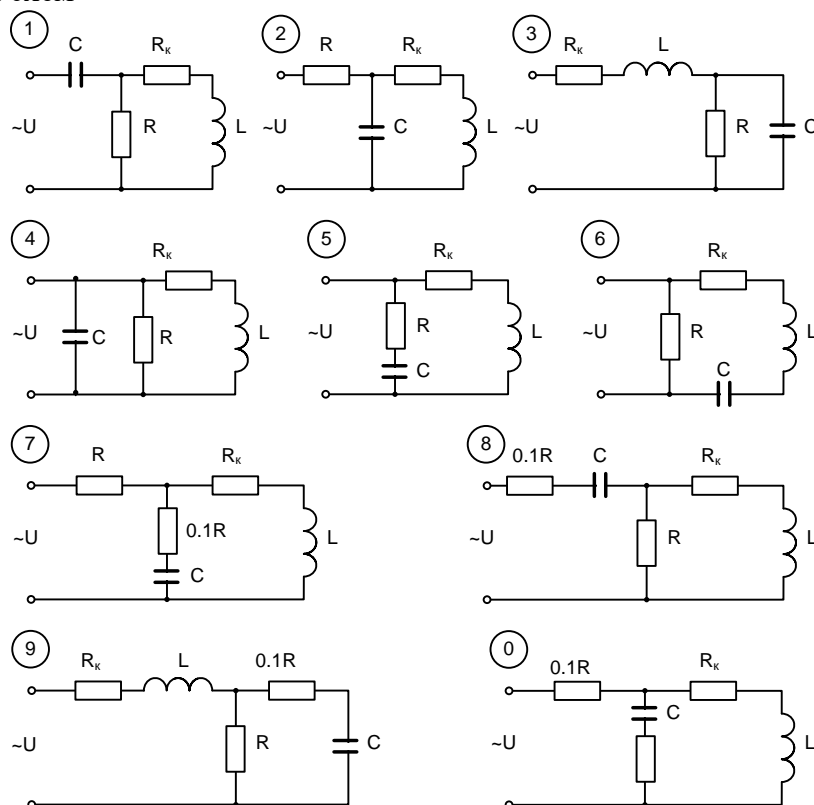 1 2 3
C Rк R Rк Rк L
~U R L ~U C L ~U R C
4 5 6
Rк Rк Rк
~U C R L ~U R C L ~U R C L
7 8
R Rк 0.1R C Rк
~U 0.1R C L ~U R L
9 0
Rк L 0.1R 0.1R Rк
~U R C ~U C L